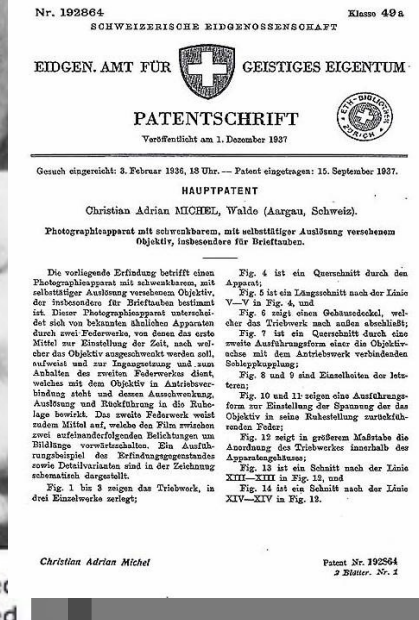 Nr. 192864
Klasse 49a
SCHWEIZERISCHE EIDGENOSSENSCHAFT
EIDGEN. AMT FÜR GEISTIGES EIGENTUM
ETH-BIBLIOTHEK ZÜRICH
PATENTSCHRIFT
Veröffentlicht am 1. Dezember 1937
Gesuch eingereicht: 3. Februar 1936, 18 Uhr. — Patent eingetragen: 15. September 1937.
HAUPTPATENT
Christian Adrian MICHEL, Walde (Aargau, Schweiz).
Photographieapparat mit schwenkbarem, mit selbsttätiger Auslösung versehenem
Objektiv, insbesondere für Brieftauben.
Die vorliegende Erfindung betrifft einen
Photographieapparat mit schwenkbarem, mit
selbsttätiger Auslösung versehenem Objektiv,
der insbesondere für Brieftauben bestimmt
ist. Dieser Photographieapparat unterschei-
det sich von bekannten ähnlichen Apparaten
durch zwei Federwerke, von denen das erste
Mittel zur Einstellung der Zeit, nach wel-
cher das Objektiv ausgeschwenkt werden soll,
aufweist und zur Ingangsetzung und zum
Anhalten des zweiten Federwerkes dient,
welches mit dem Objektiv in Antriebsver-
bindung steht und dessen Ausschwenkung,
Auslösung und Rückführung in die Ruhe-
lage bewirkt. Das zweite Federwerk weist
zudem Mittel auf, welche den Film zwischen
zwei aufeinanderfolgenden Belichtungen um
Bildlänge vorwärtsschalten. Ein Ausfüh-
rungsbeispiel des Erfindungsgegenstandes
sowie Detailvarianten sind in der Zeichnung
schematisch dargestellt.
Fig. 1 bis 3 zeigen das Triebwerk, in
drei Einzelwerke zerlegt;
Fig. 4 ist ein Querschnitt durch den
Apparat;
Fig. 5 ist ein Längsschnitt nach der Linie
V—V in Fig. 4, und
Fig. 6 zeigt einen Gehäusedeckel, wel-
cher das Triebwerk nach außen abschließt;
Fig. 7 ist ein Querschnitt durch eine
zweite Ausführungsform einer die Objektiv-
achse mit dem Antriebswerk verbindenden
Schleppkupplung;
Fig. 8 und 9 sind Einzelheiten der letz-
teren;
Fig. 10 und 11 zeigen eine Ausführungs-
form zur Einstellung der Spannung der das
Objektiv in seine Ruhestellung zurückfüh-
renden Feder;
Fig. 12 zeigt in größerem Maßstabe die
Anordnung des Triebwerkes innerhalb des
Apparatengehäuses;
Fig. 13 ist ein Schnitt nach der Linie
XIII—XIII in Fig. 12, und
Fig. 14 ist ein Schnitt nach der Linie
XIV—XIV in Fig. 12.
Christian Adrian Michel
Patent Nr. 192864
2 Blätter. Nr. 1